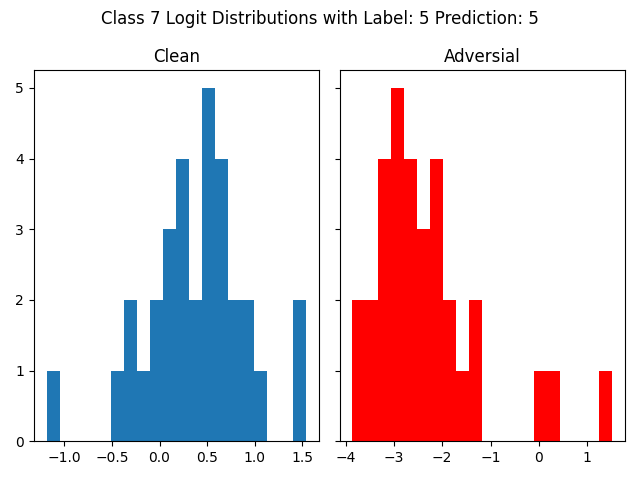 Class 7 Logit Distributions with Label: 5 Prediction: 5
Clean
Adversial
5
4
3
2
1
0
−1.0 −0.5 0.0 0.5 1.0 1.5
−4 −3 −2 −1 0 1